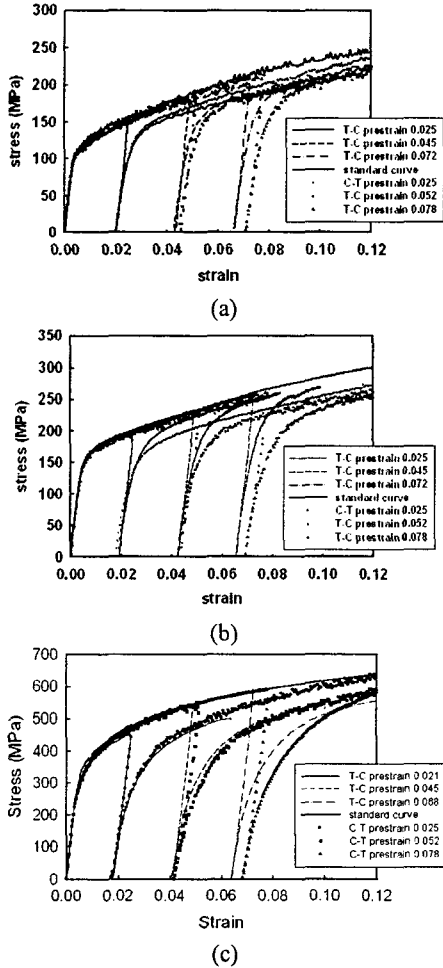 300
250
200
150
100
50
0
stress (MPa)
T-C prestrain 0.025
T-C prestrain 0.045
T-C prestrain 0.072
standard curve
C-T prestrain 0.025
T-C prestrain 0.052
T-C prestrain 0.078
0.00 0.02 0.04 0.06 0.08 0.10 0.12
strain
(a)
350
300
250
200
150
100
50
0
stress (MPa)
T-C prestrain 0.025
T-C prestrain 0.045
T-C prestrain 0.072
standard curve
C-T prestrain 0.025
T-C prestrain 0.052
T-C prestrain 0.078
0.00 0.02 0.04 0.06 0.08 0.10 0.12
strain
(b)
700
600
500
400
300
200
100
0
Stress (MPa)
T-C prestrain 0.021
T-C prestrain 0.045
T-C prestrain 0.068
standard curve
C-T prestrain 0.025
C-T prestrain 0.052
C-T prestrain 0.078
0.00 0.02 0.04 0.06 0.08 0.10 0.12
Strain
(c)